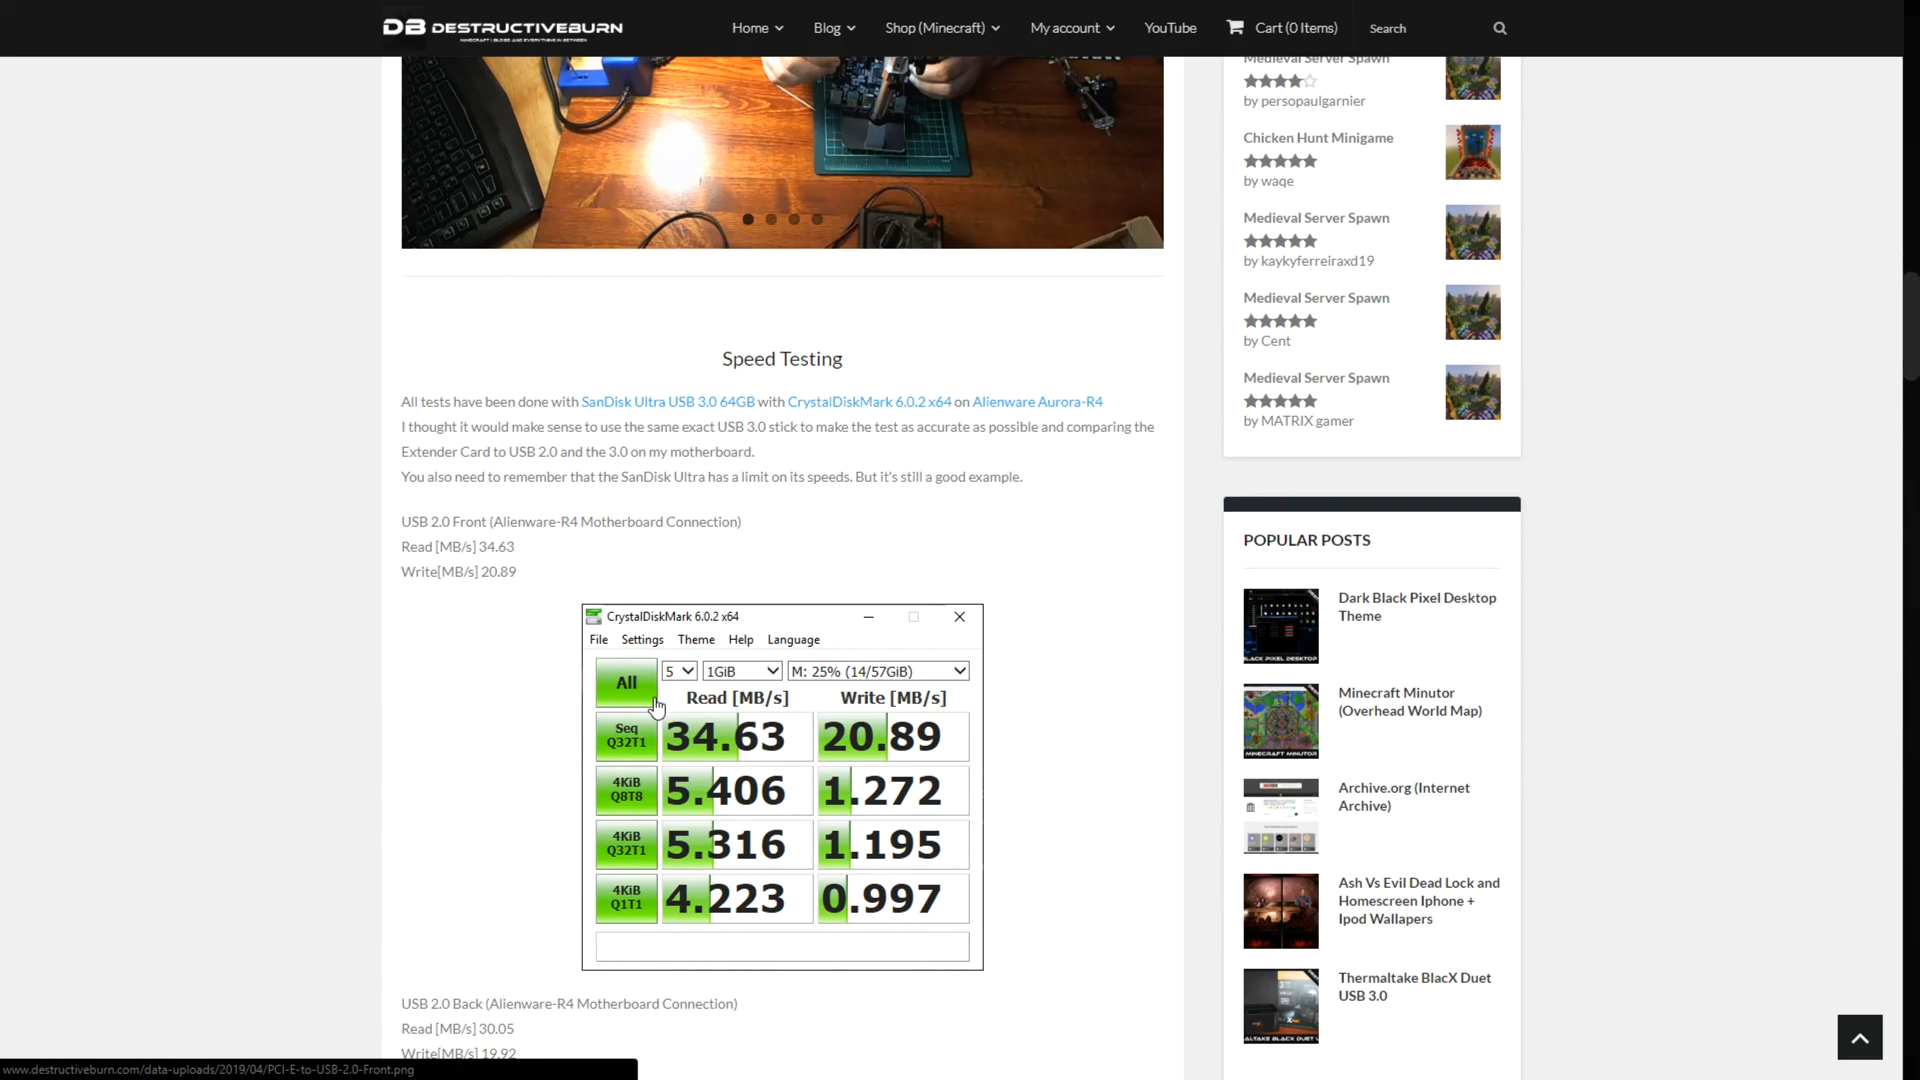 DB DESTRUCTIVEBURN
Home
Blog
Shop (Minecraft)
My account
YouTube
Cart (0 Items)
Search
Speed Testing
All tests have been done with SanDisk Ultra USB 3.0 64GB with CrystalDiskMark 6.0.2 x64 on Alienware Aurora-R4
I thought it would make sense to use the same exact USB 3.0 stick to make the test as accurate as possible and comparing the
Extender Card to USB 2.0 and the 3.0 on my motherboard.
You also need to remember that the SanDisk Ultra has a limit on its speeds. But it's still a good example.
USB 2.0 Front (Alienware-R4 Motherboard Connection)
Read [MB/s] 34.63
Write[MB/s] 20.89
CrystalDiskMark 6.0.2 x64
File Settings Theme Help Language
All 5 1GiB M: 25% (14/57GiB)
Read [MB/s] Write [MB/s]
Seq
Q32T1
34.63 20.89
4KiB
Q8T8
5.406 1.272
4KiB
Q32T1
5.316 1.195
4KiB
Q1T1
4.223 0.997
USB 2.0 Back (Alienware-R4 Motherboard Connection)
Read [MB/s] 30.05
Write[MB/s] 19.92
www.destructiveburn.com/data-uploads/2019/04/PCI-E-to-USB-2.0-Front.png
Medieval Server Spawn
by persopaulgarnier
Chicken Hunt Minigame
by waqe
Medieval Server Spawn
by kaykyferreiraxd19
Medieval Server Spawn
by Cent
Medieval Server Spawn
by MATRIX gamer
POPULAR POSTS
Dark Black Pixel Desktop
Theme
BLACK PIXEL DESKTOP
Minecraft Minutor
(Overhead World Map)
MINECRAFT MINUTOR
Archive.org (Internet
Archive)
Ash Vs Evil Dead Lock and
Homescreen Iphone +
Ipod Wallapers
Thermaltake BlacX Duet
USB 3.0
ALTAKE BLACX DUET U